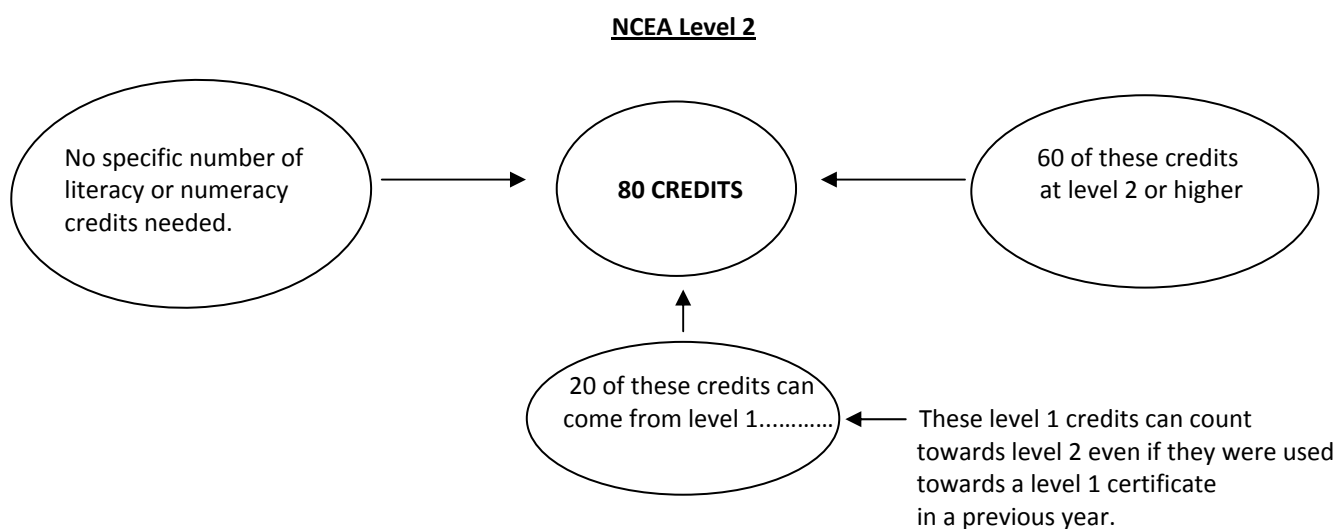 NCEA Level 2
No specific number of
literacy or numeracy
credits needed.
80 CREDITS
60 of these credits
at level 2 or higher
20 of these credits can
come from level 1...………
These level 1 credits can count
towards level 2 even if they were used
towards a level 1 certificate
in a previous year.